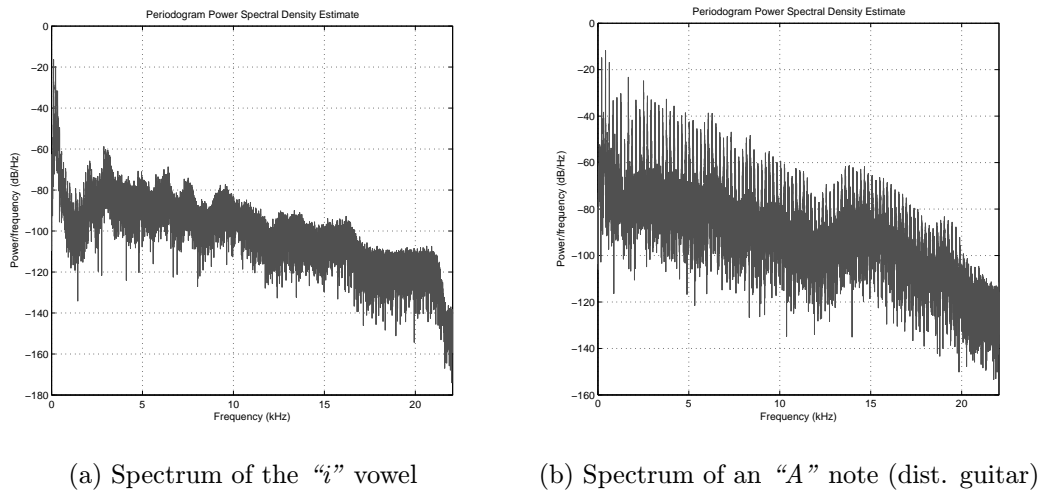 Periodogram Power Spectral Density Estimate
0
−20
−40
−60
−80
−100
−120
−140
−160
−180
Power/frequency (dB/Hz)
0 5 10 15 20
Frequency (kHz)
(a) Spectrum of the “i” vowel
Periodogram Power Spectral Density Estimate
0
−20
−40
−60
−80
−100
−120
−140
−160
Power/frequency (dB/Hz)
0 5 10 15 20
Frequency (kHz)
(b) Spectrum of an “A” note (dist. guitar)